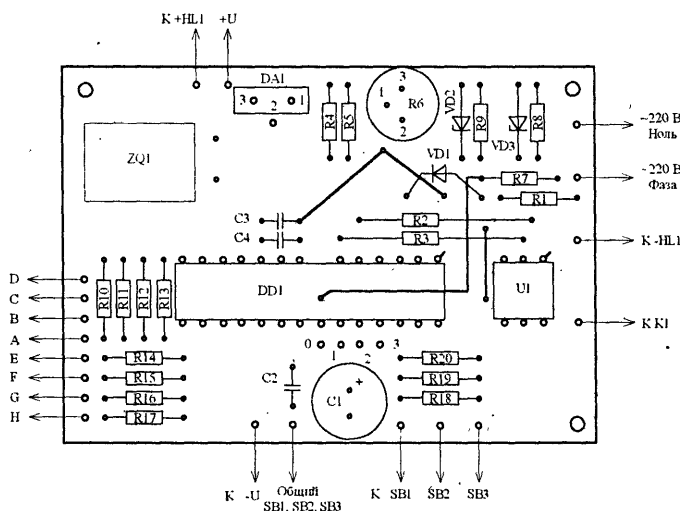 К +HL1 +U
DA1
3 2 1
3
1 R6
2
R4
R5
VD2
R9
VD3
R8
~220 В
Ноль
ZQ1
VD1
R7
~220 В
Фаза
R1
C3
R2
C4
R3
К -HL1
D
C
B
A
R10
R11
R12
R13
DD1
U1
К К1
0 1 2 3
E
R14
R20
F
R15
C2
+
R19
G
R16
C1
R18
H
R17
К -U
Общий
SB1, SB2, SB3
К SB1 SB2 SB3